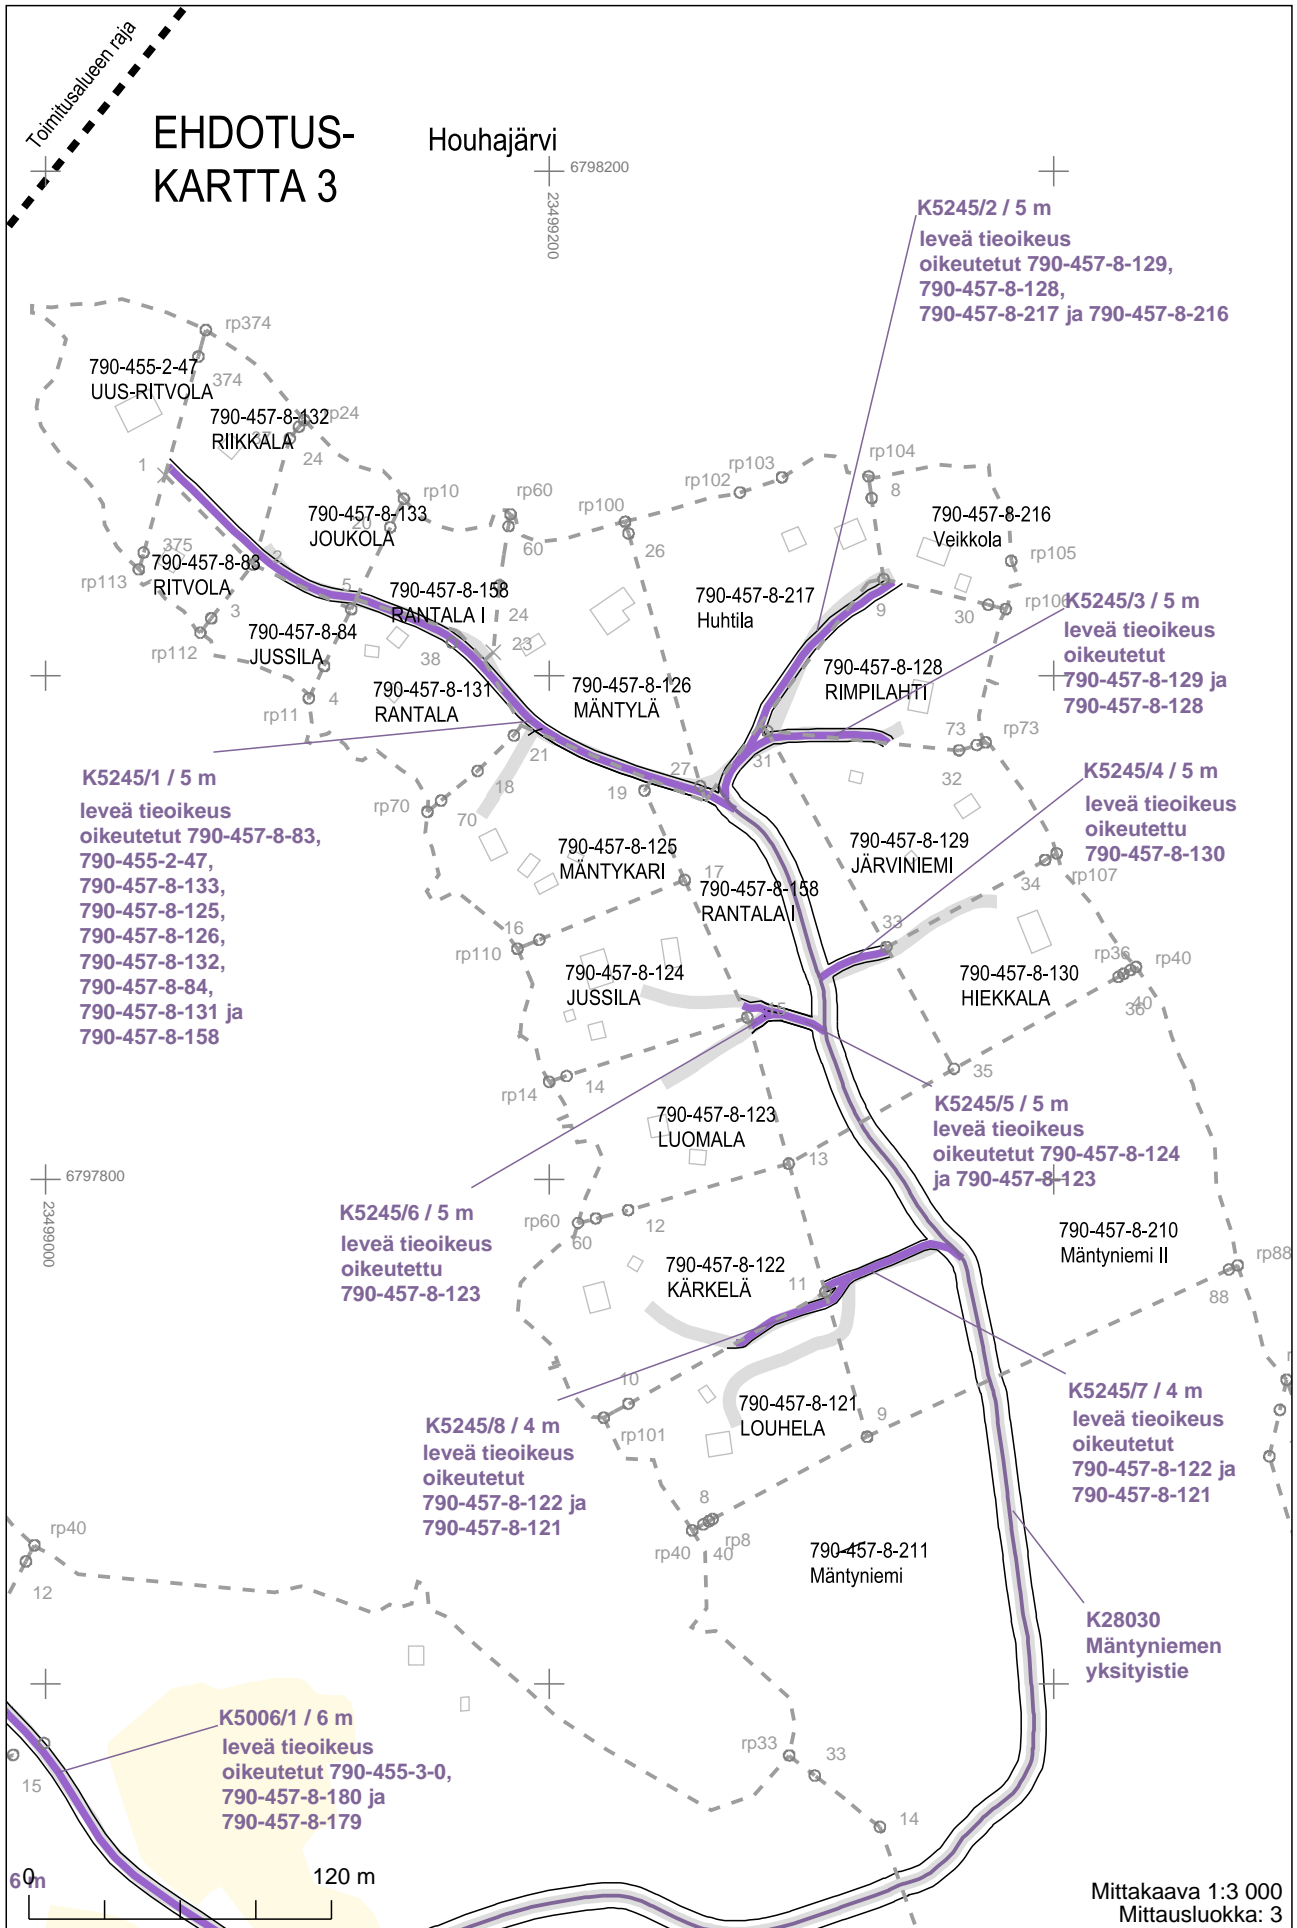 Toimitusalueen raja
EHDOTUS-
KARTTA 3
Houhajärvi
6798200
23499200
K5245/2 / 5 m
leveä tieoikeus
oikeutetut 790-457-8-129,
790-457-8-128,
790-457-8-217 ja 790-457-8-216
rp374
790-455-2-47
UUS-RITVOLA
374
790-457-8-132
RIIKKALA
rp24
37
24
1
rp10
rp60
rp100
rp102
rp103
rp104
8
790-457-8-133
JOUKOLA
20
60
26
790-457-8-216
Veikkola
375
rp113
790-457-8-83
RITVOLA
2
rp105
5
790-457-8-158
RANTALA I
24
790-457-8-217
Huhtila
9
30
rp106
K5245/3 / 5 m
leveä tieoikeus
oikeutetut
790-457-8-129 ja
790-457-8-128
3
rp112
790-457-8-84
JUSSILA
38
23
790-457-8-128
RIMPILAHTI
4
rp11
790-457-8-131
RANTALA
790-457-8-126
MÄNTYLÄ
73
rp73
21
31
32
K5245/1 / 5 m
leveä tieoikeus
oikeutetut 790-457-8-83,
790-455-2-47,
790-457-8-133,
790-457-8-125,
790-457-8-126,
790-457-8-132,
790-457-8-84,
790-457-8-131 ja
790-457-8-158
18
27
19
rp70
70
K5245/4 / 5 m
leveä tieoikeus
oikeutettu
790-457-8-130
790-457-8-125
MÄNTYKARI
790-457-8-129
JÄRVINIEMI
17
34
rp107
790-457-8-158
RANTALA I
16
rp110
33
rp36
rp40
790-457-8-124
JUSSILA
790-457-8-130
HIEKKALA
40
36
15
35
rp14
14
790-457-8-123
LUOMALA
K5245/5 / 5 m
leveä tieoikeus
oikeutetut 790-457-8-124
ja 790-457-8-123
13
6797800
23499000
K5245/6 / 5 m
leveä tieoikeus
oikeutettu
790-457-8-123
rp60
60
12
790-457-8-210
Mäntyniemi II
790-457-8-122
KÄRKELÄ
11
rp88
88
10
rp101
790-457-8-121
LOUHELA
9
K5245/7 / 4 m
leveä tieoikeus
oikeutetut
790-457-8-122 ja
790-457-8-121
K5245/8 / 4 m
leveä tieoikeus
oikeutetut
790-457-8-122 ja
790-457-8-121
8
rp8
rp40
40
rp40
12
790-457-8-211
Mäntyniemi
K28030
Mäntyniemen
yksityistie
K5006/1 / 6 m
leveä tieoikeus
oikeutetut 790-455-3-0,
790-457-8-180 ja
790-457-8-179
15
rp33
33
14
6 m
0
120 m
Mittakaava 1:3 000
Mittausluokka: 3